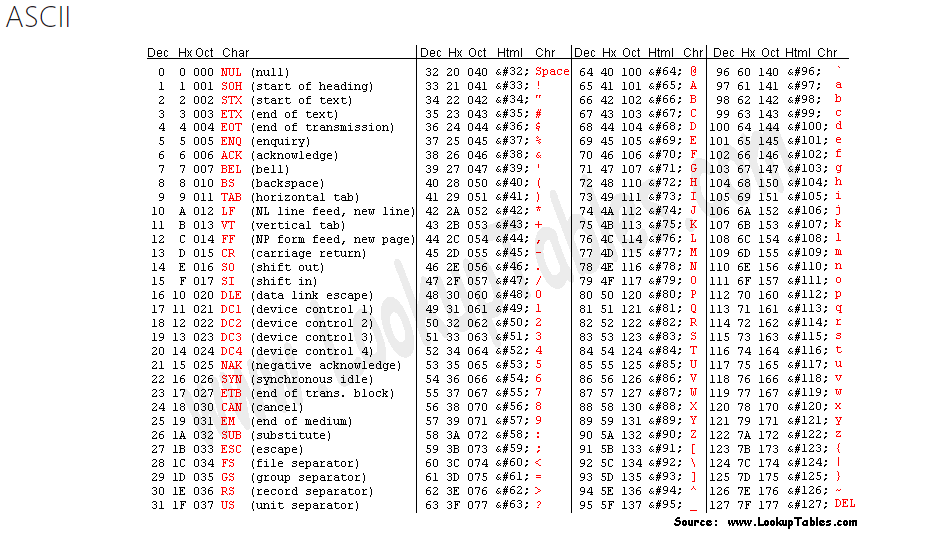 ASCII
Dec Hx Oct Char Dec Hx Oct Html Chr Dec Hx Oct Html Chr Dec Hx Oct Html Chr
0 0 000 NUL (null) 32 20 040 &#32; Space 64 40 100 &#64; @ 96 60 140 &#96; `
1 1 001 SOH (start of heading) 33 21 041 &#33; ! 65 41 101 &#65; A 97 61 141 &#97; a
2 2 002 STX (start of text) 34 22 042 &#34; " 66 42 102 &#66; B 98 62 142 &#98; b
3 3 003 ETX (end of text) 35 23 043 &#35; # 67 43 103 &#67; C 99 63 143 &#99; c
4 4 004 EOT (end of transmission) 36 24 044 &#36; $ 68 44 104 &#68; D 100 64 144 &#100; d
5 5 005 ENQ (enquiry) 37 25 045 &#37; % 69 45 105 &#69; E 101 65 145 &#101; e
6 6 006 ACK (acknowledge) 38 26 046 &#38; & 70 46 106 &#70; F 102 66 146 &#102; f
7 7 007 BEL (bell) 39 27 047 &#39; ' 71 47 107 &#71; G 103 67 147 &#103; g
8 8 010 BS (backspace) 40 28 050 &#40; ( 72 48 110 &#72; H 104 68 150 &#104; h
9 9 011 TAB (horizontal tab) 41 29 051 &#41; ) 73 49 111 &#73; I 105 69 151 &#105; i
10 A 012 LF (NL line feed, new line) 42 2A 052 &#42; * 74 4A 112 &#74; J 106 6A 152 &#106; j
11 B 013 VT (vertical tab) 43 2B 053 &#43; + 75 4B 113 &#75; K 107 6B 153 &#107; k
12 C 014 FF (NP form feed, new page) 44 2C 054 &#44; , 76 4C 114 &#76; L 108 6C 154 &#108; l
13 D 015 CR (carriage return) 45 2D 055 &#45; - 77 4D 115 &#77; M 109 6D 155 &#109; m
14 E 016 SO (shift out) 46 2E 056 &#46; . 78 4E 116 &#78; N 110 6E 156 &#110; n
15 F 017 SI (shift in) 47 2F 057 &#47; / 79 4F 117 &#79; O 111 6F 157 &#111; o
16 10 020 DLE (data link escape) 48 30 060 &#48; 0 80 50 120 &#80; P 112 70 160 &#112; p
17 11 021 DC1 (device control 1) 49 31 061 &#49; 1 81 51 121 &#81; Q 113 71 161 &#113; q
18 12 022 DC2 (device control 2) 50 32 062 &#50; 2 82 52 122 &#82; R 114 72 162 &#114; r
19 13 023 DC3 (device control 3) 51 33 063 &#51; 3 83 53 123 &#83; S 115 73 163 &#115; s
20 14 024 DC4 (device control 4) 52 34 064 &#52; 4 84 54 124 &#84; T 116 74 164 &#116; t
21 15 025 NAK (negative acknowledge) 53 35 065 &#53; 5 85 55 125 &#85; U 117 75 165 &#117; u
22 16 026 SYN (synchronous idle) 54 36 066 &#54; 6 86 56 126 &#86; V 118 76 166 &#118; v
23 17 027 ETB (end of trans. block) 55 37 067 &#55; 7 87 57 127 &#87; W 119 77 167 &#119; w
24 18 030 CAN (cancel) 56 38 070 &#56; 8 88 58 130 &#88; X 120 78 170 &#120; x
25 19 031 EM (end of medium) 57 39 071 &#57; 9 89 59 131 &#89; Y 121 79 171 &#121; y
26 1A 032 SUB (substitute) 58 3A 072 &#58; : 90 5A 132 &#90; Z 122 7A 172 &#122; z
27 1B 033 ESC (escape) 59 3B 073 &#59; ; 91 5B 133 &#91; [ 123 7B 173 &#123; {
28 1C 034 FS (file separator) 60 3C 074 &#60; < 92 5C 134 &#92; \ 124 7C 174 &#124; |
29 1D 035 GS (group separator) 61 3D 075 &#61; = 93 5D 135 &#93; ] 125 7D 175 &#125; }
30 1E 036 RS (record separator) 62 3E 076 &#62; > 94 5E 136 &#94; ^ 126 7E 176 &#126; ~
31 1F 037 US (unit separator) 63 3F 077 &#63; ? 95 5F 137 &#95; _ 127 7F 177 &#127; DEL
Source: www.LookupTables.com
www.LookupTables.com